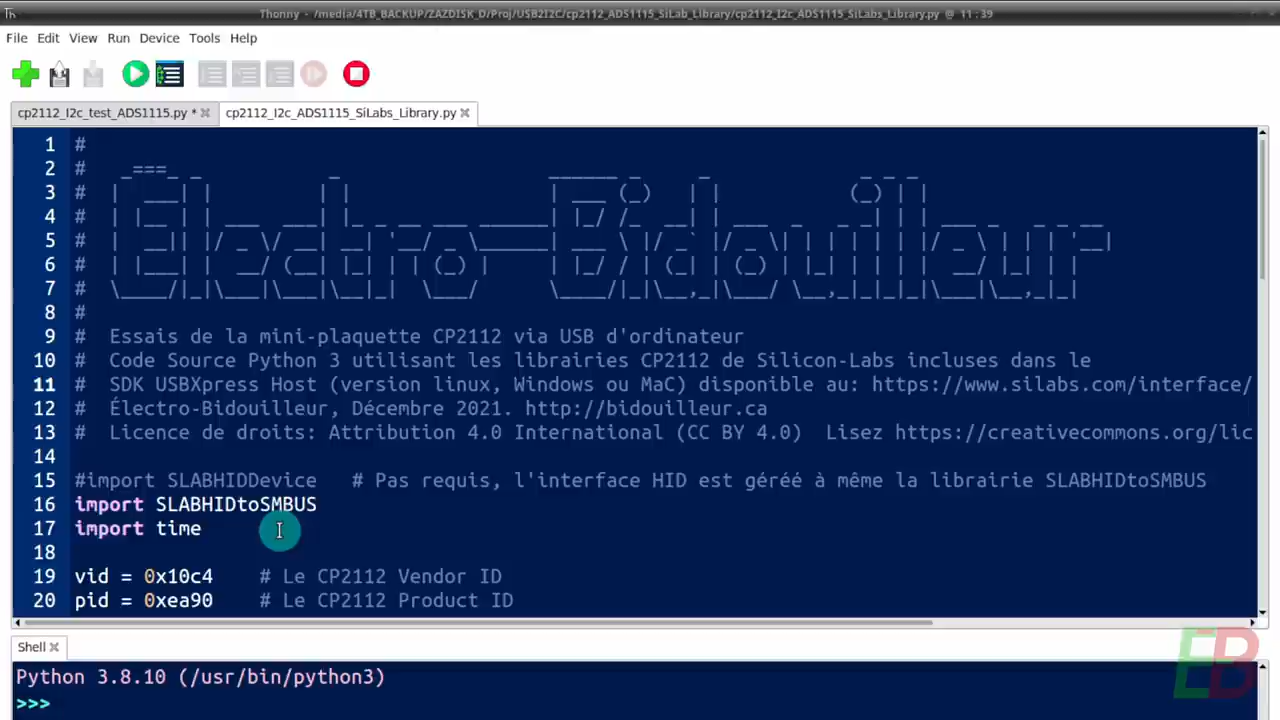 Thonny - /media/4TB_BACKUP/ZAZDISK_D/Proj/USB2I2C/cp2112_ADS1115_SiLab_Library/cp2112_I2c_ADS1115_SiLabs_Library.py @ 11:39
File Edit View Run Device Tools Help
cp2112_I2c_test_ADS1115.py * cp2112_I2c_ADS1115_SiLabs_Library.py
1 #
2 #
3 #
4 #
5 #
6 #
7 #
Électro-Bidouilleur
8 #
9 # Essais de la mini-plaquette CP2112 via USB d'ordinateur
10 # Code Source Python 3 utilisant les librairies CP2112 de Silicon-Labs incluses dans le
11 # SDK USBXpress Host (version linux, Windows ou MaC) disponible au: https://www.silabs.com/interface/
12 # Électro-Bidouilleur, Décembre 2021. http://bidouilleur.ca
13 # Licence de droits: Attribution 4.0 International (CC BY 4.0) Lisez https://creativecommons.org/lic
14
15 #import SLABHIDDevice # Pas requis, l'interface HID est géréé à même la librairie SLABHIDtoSMBUS
16 import SLABHIDtoSMBUS
17 import time
18
19 vid = 0x10c4 # Le CP2112 Vendor ID
20 pid = 0xea90 # Le CP2112 Product ID
Shell
Python 3.8.10 (/usr/bin/python3)
>>>
EB